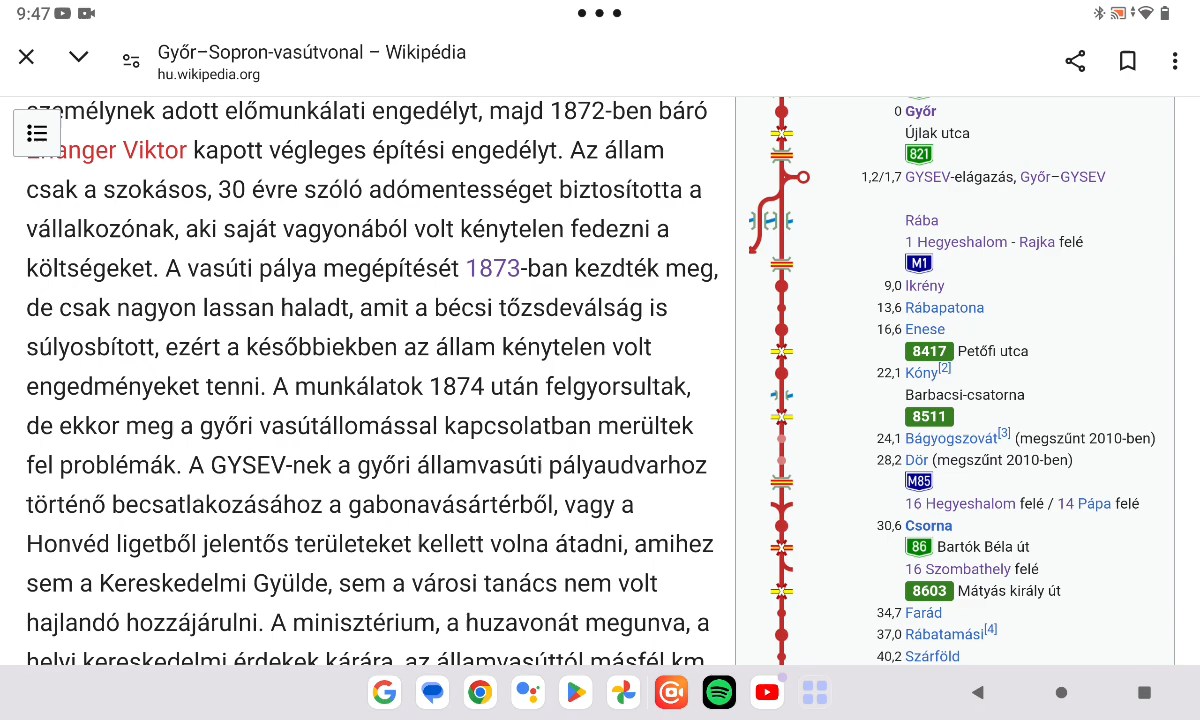 9:47
Győr–Sopron-vasútvonal – Wikipédia
hu.wikipedia.org
személynek adott előmunkálati engedélyt, majd 1872-ben báró
Erlanger Viktor kapott végleges építési engedélyt. Az állam
csak a szokásos, 30 évre szóló adómentességet biztosította a
vállalkozónak, aki saját vagyonából volt kénytelen fedezni a
költségeket. A vasúti pálya megépítését 1873-ban kezdték meg,
de csak nagyon lassan haladt, amit a bécsi tőzsdeválság is
súlyosbított, ezért a későbbiekben az állam kénytelen volt
engedményeket tenni. A munkálatok 1874 után felgyorsultak,
de ekkor meg a győri vasútállomással kapcsolatban merültek
fel problémák. A GYSEV-nek a győri államvasúti pályaudvarhoz
történő becsatlakozásához a gabonavásártérből, vagy a
Honvéd ligetből jelentős területeket kellett volna átadni, amihez
sem a Kereskedelmi Gyülde, sem a városi tanács nem volt
hajlandó hozzájárulni. A minisztérium, a huzavonát megunva, a
helyi kereskedelmi érdekek kárára, az államvasúttól másfél km
0 Győr
Újlak utca
821
1,2/1,7 GYSEV-elágazás, Győr–GYSEV
Rába
1 Hegyeshalom - Rajka felé
M1
9,0 Ikrény
13,6 Rábapatona
16,6 Enese
8417 Petőfi utca
22,1 Kóny[2]
Barbacsi-csatorna
8511
24,1 Bágyogszovát[3] (megszűnt 2010-ben)
28,2 Dör (megszűnt 2010-ben)
M85
16 Hegyeshalom felé / 14 Pápa felé
30,6 Csorna
86 Bartók Béla út
16 Szombathely felé
8603 Mátyás király út
34,7 Farád
37,0 Rábatamási[4]
40,2 Szárföld